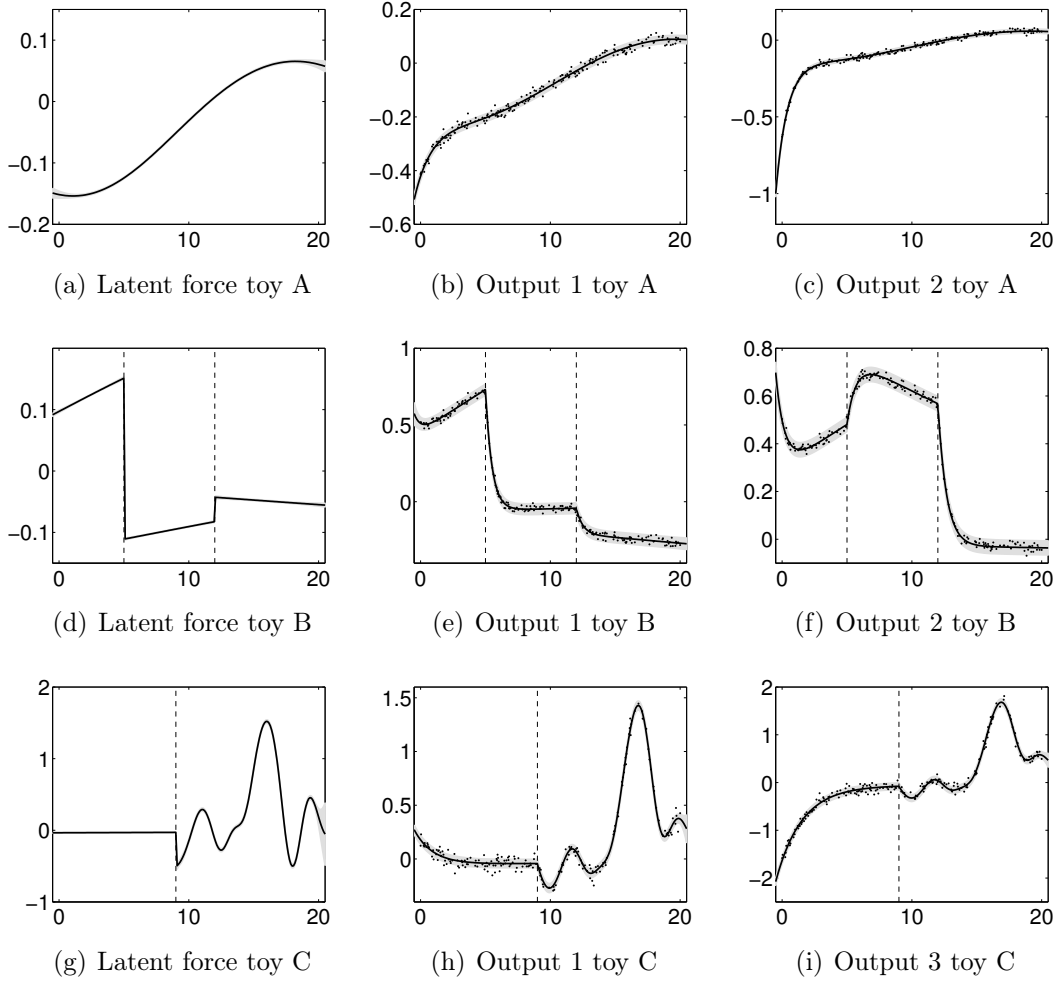 0.1
0
−0.1
−0.2
0 10 20
(a) Latent force toy A
0.2
0
−0.2
−0.4
−0.6
0 10 20
(b) Output 1 toy A
0
−0.5
−1
0 10 20
(c) Output 2 toy A
0.1
0
−0.1
0 10 20
(d) Latent force toy B
1
0.5
0
0 10 20
(e) Output 1 toy B
0.8
0.6
0.4
0.2
0
0 10 20
(f) Output 2 toy B
2
1
0
−1
0 10 20
(g) Latent force toy C
1.5
1
0.5
0
0 10 20
(h) Output 1 toy C
2
1
0
−1
−2
0 10 20
(i) Output 3 toy C